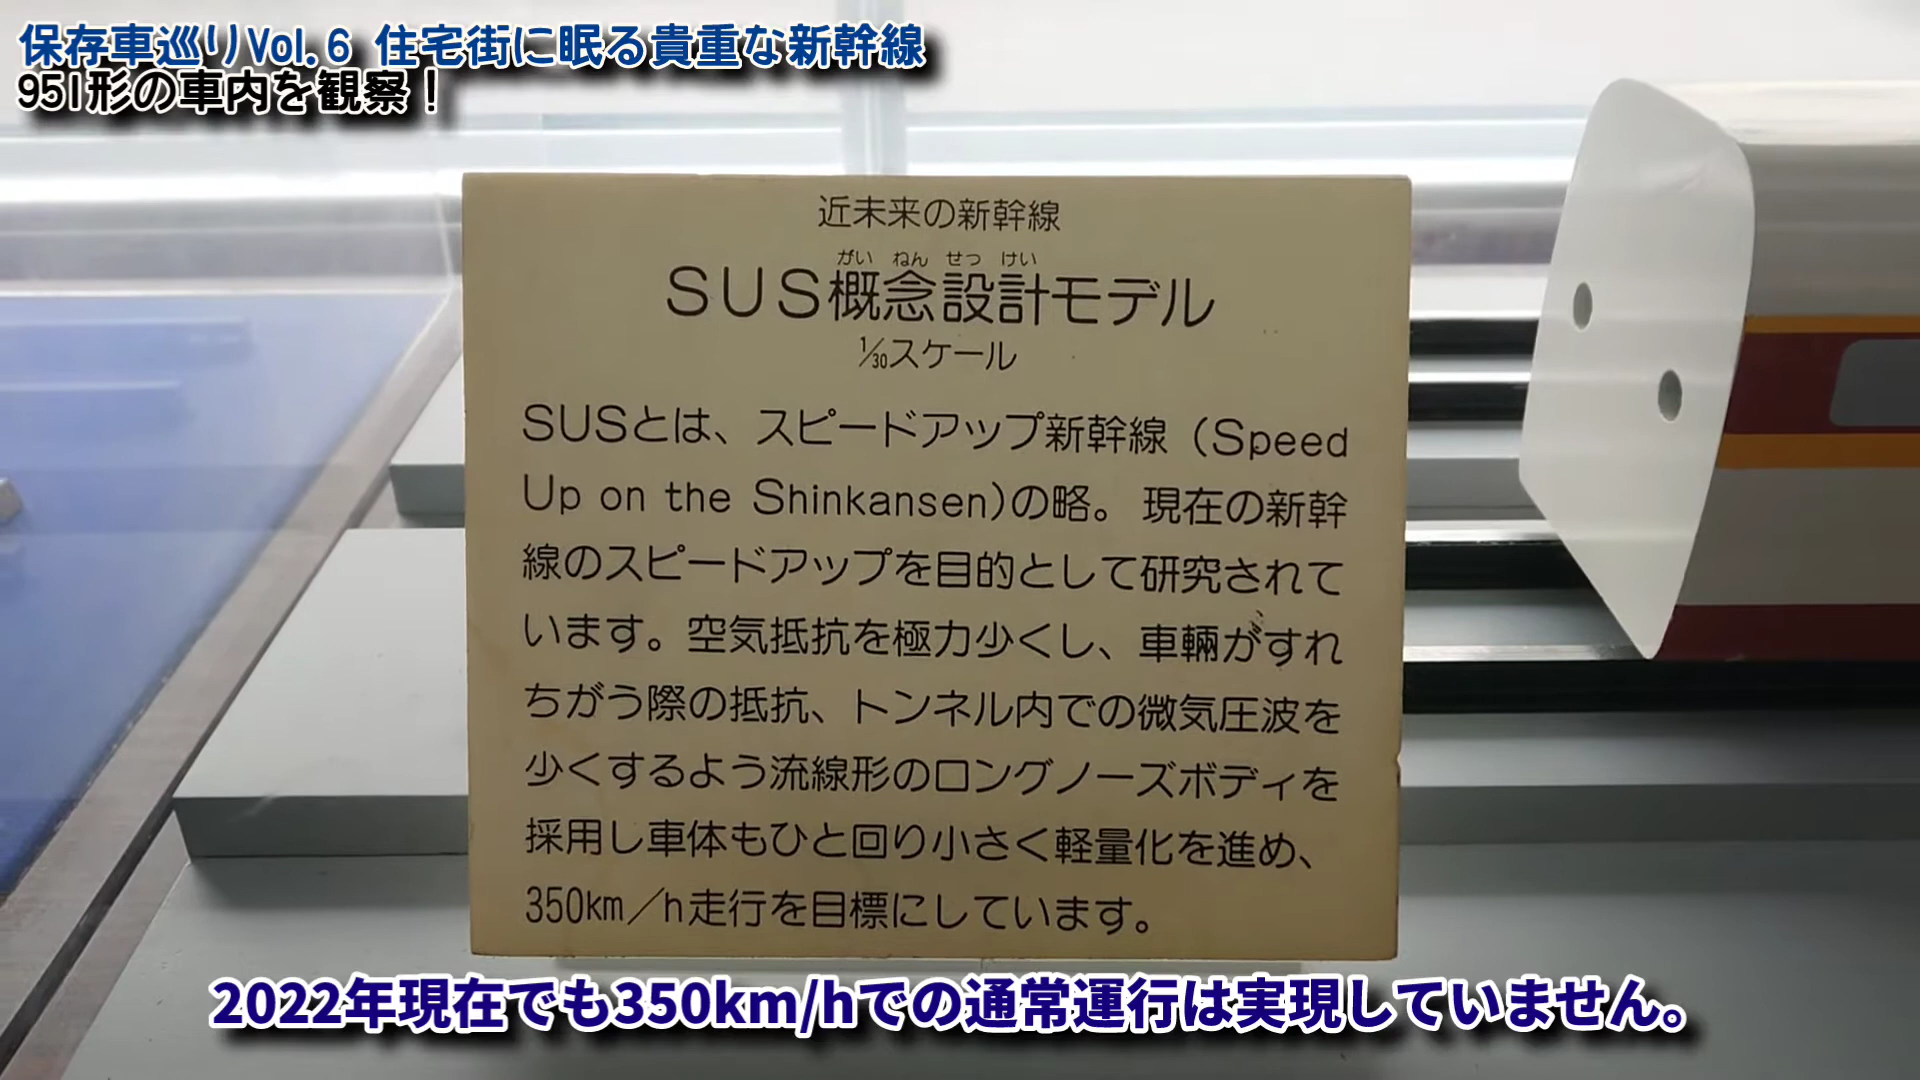 保存車巡りVol.6 住宅街に眠る貴重な新幹線
951形の車内を観察！
近未来の新幹線
がい ねん せっ けい
SUS概念設計モデル
1/30スケール
SUSとは、スピードアップ新幹線（Speed
Up on the Shinkansen)の略。現在の新幹
線のスピードアップを目的として研究されて
います。空気抵抗を極力少くし、車輛がすれ
ちがう際の抵抗、トンネル内での微気圧波を
少くするよう流線形のロングノーズボディを
採用し車体もひと回り小さく軽量化を進め、
350km/h走行を目標にしています。
2022年現在でも350km/hでの通常運行は実現していません。